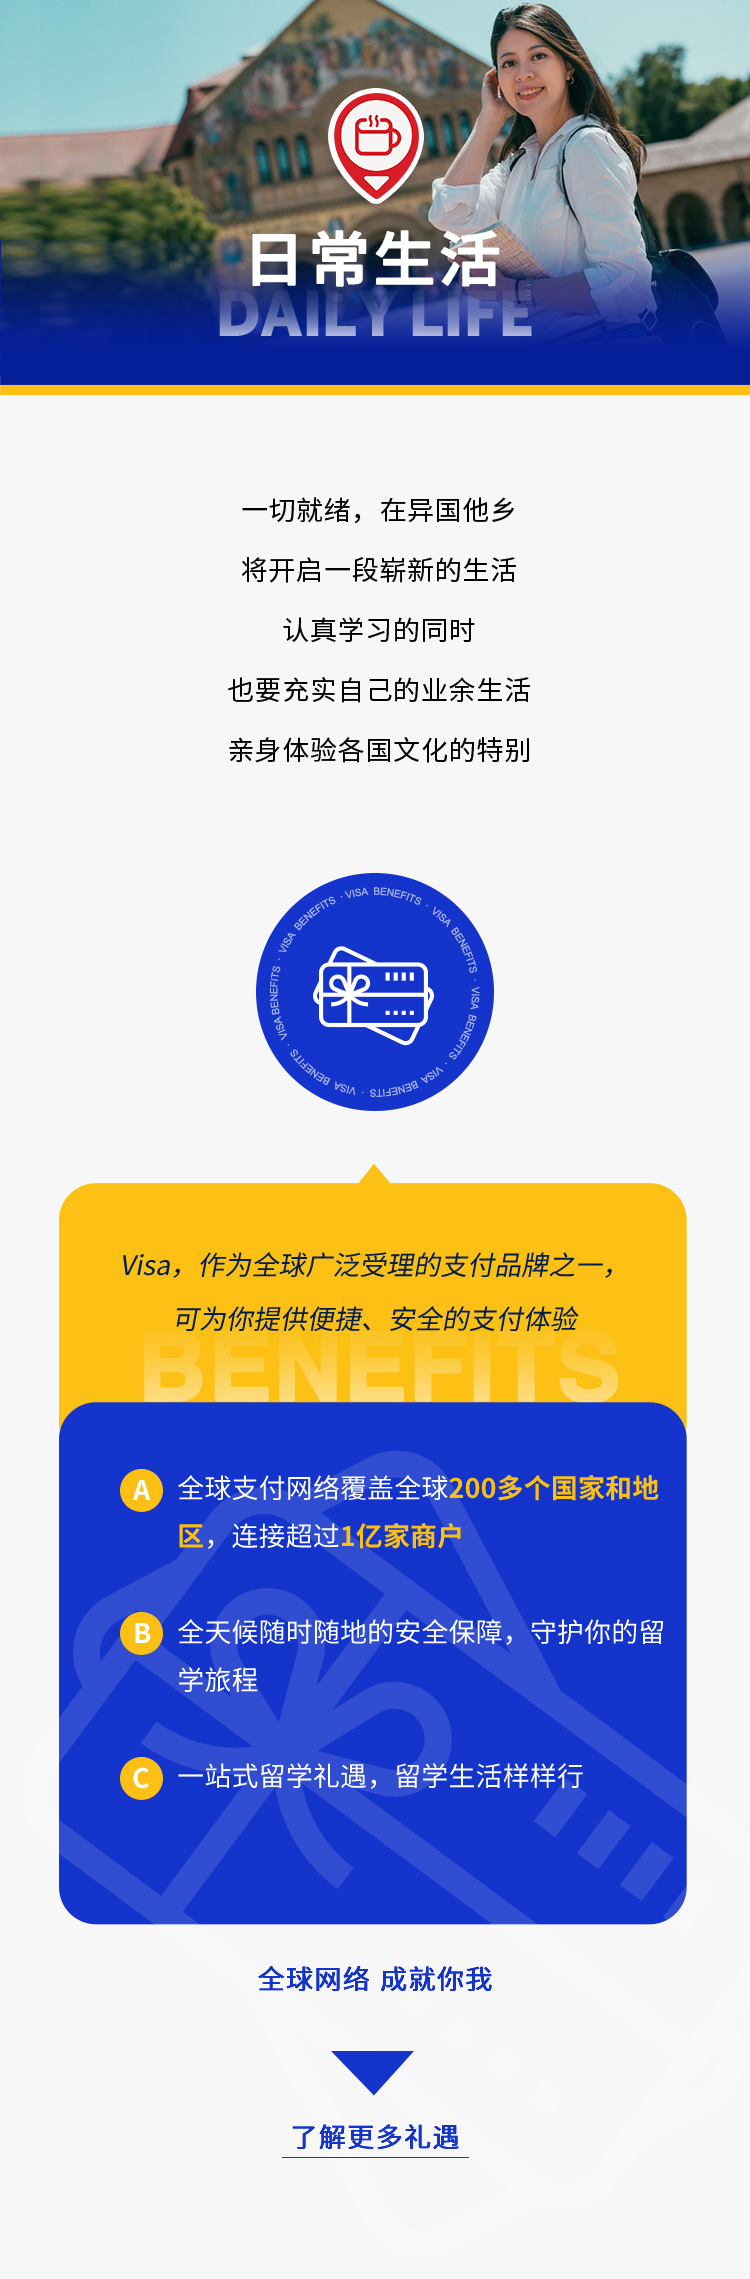 日常生活
DAILY LIFE
一切就绪，在异国他乡
将开启一段崭新的生活
认真学习的同时
也要充实自己的业余生活
亲身体验各国文化的特别
VISA BENEFITS · VISA BENEFITS · VISA BENEFITS · VISA BENEFITS · VISA BENEFITS · VISA BENEFITS · VISA BENEFITS ·
Visa，作为全球广泛受理的支付品牌之一，
可为你提供便捷、安全的支付体验
BENEFITS
A 全球支付网络覆盖全球200多个国家和地
区，连接超过1亿家商户
B 全天候随时随地的安全保障，守护你的留
学旅程
C 一站式留学礼遇，留学生活样样行
全球网络 成就你我
了解更多礼遇